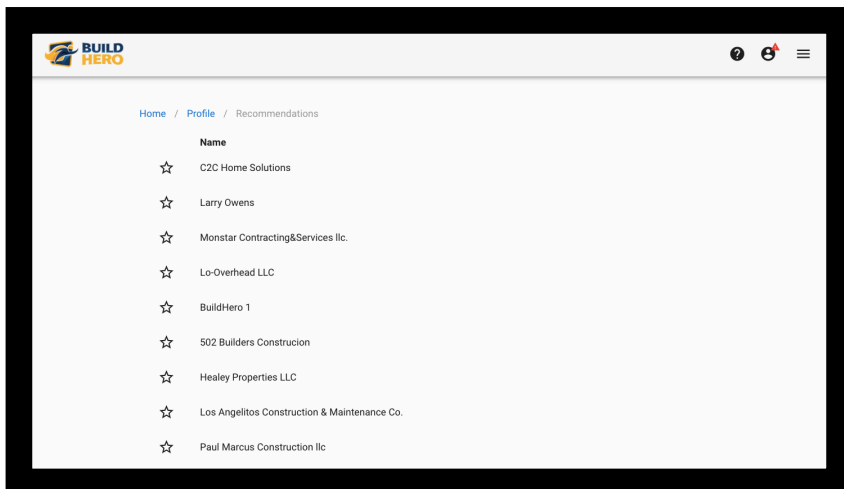 BUILD
HERO
Home / Profile / Recommendations
Name
C2C Home Solutions
Larry Owens
Monstar Contracting&Services llc.
Lo-Overhead LLC
BuildHero 1
502 Builders Construcion
Healey Properties LLC
Los Angelitos Construction & Maintenance Co.
Paul Marcus Construction llc